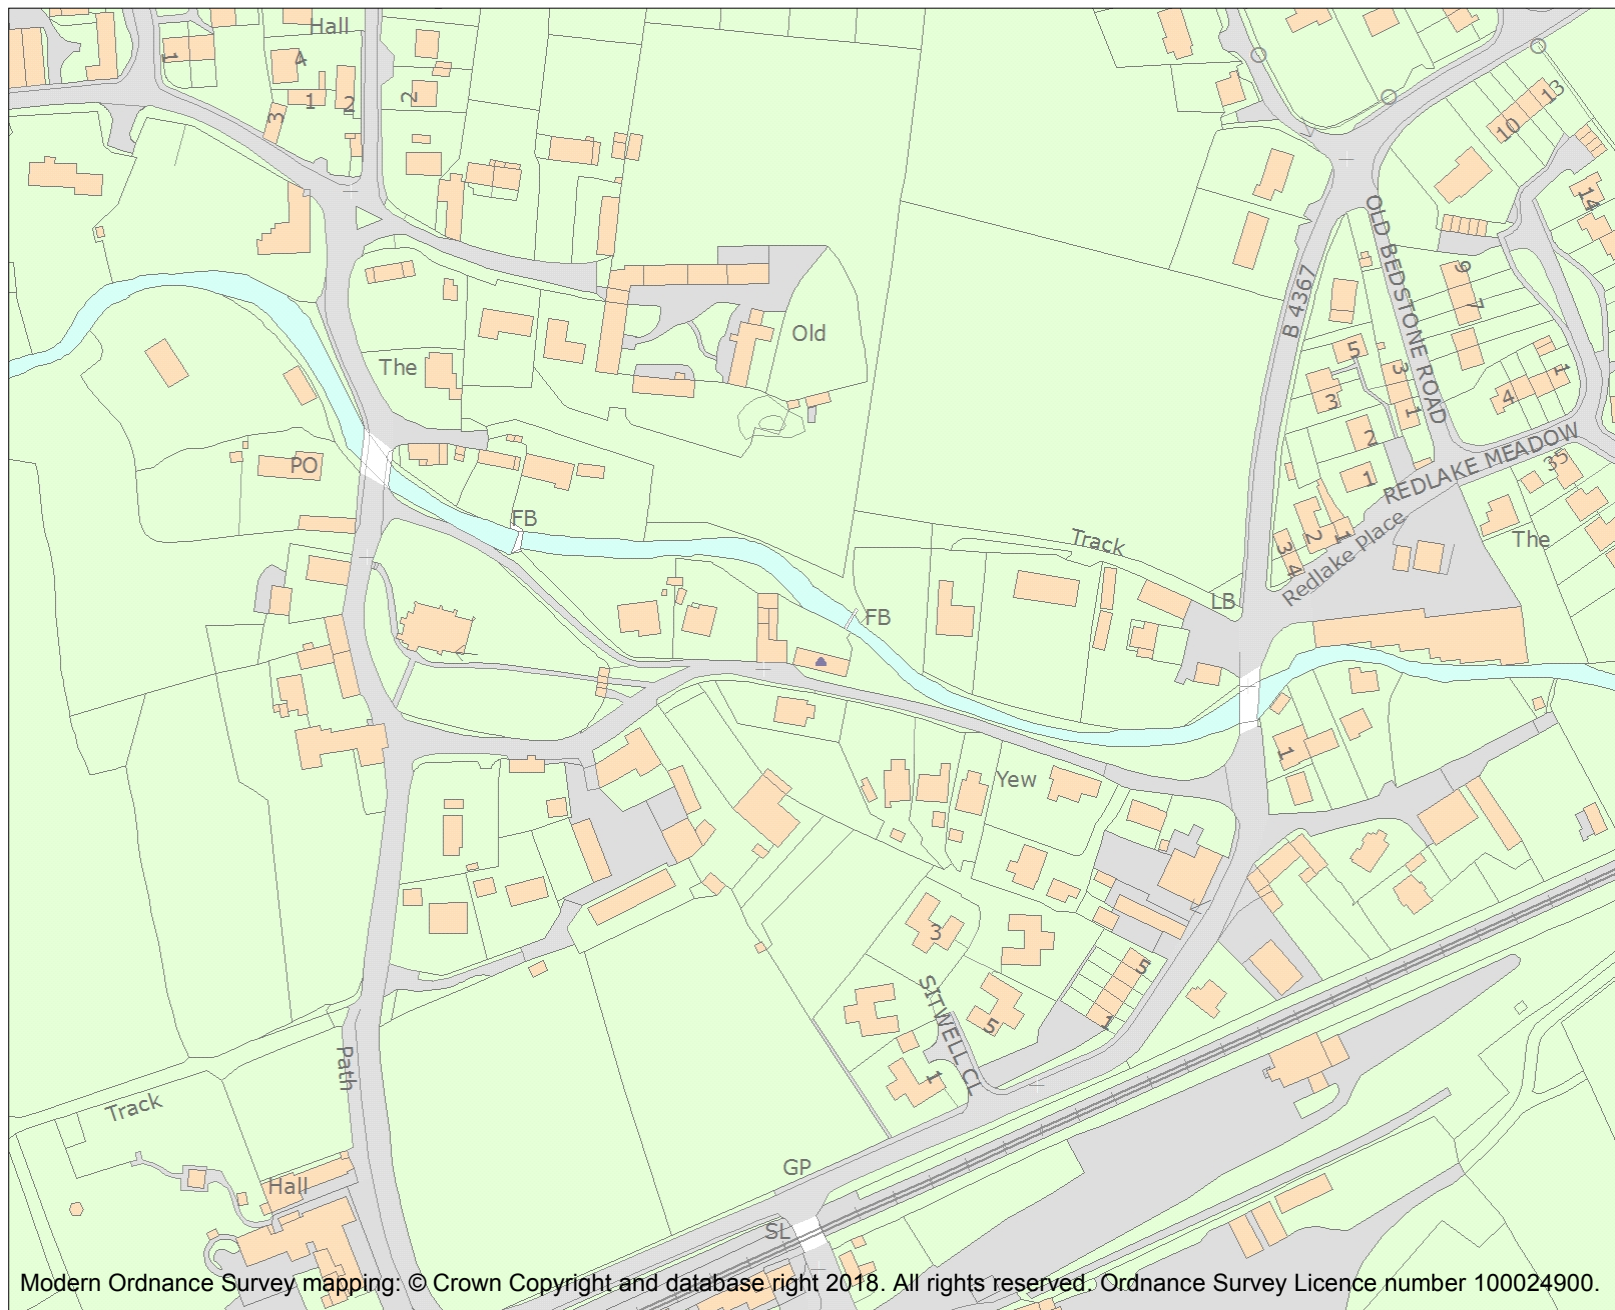 Hall
1
4
1
2
3
2
13
10
14
OLD BEDSTONE ROAD
B 4367
9
7
Old
The
5
3
3
1
1
4
2
1
REDLAKE MEADOW
35
PO
FB
Track
The
2
1
3
4
Redlake Place
LB
FB
1
Yew
3
5
5
1
SITWELL CL
1
Path
Track
Hall
GP
SL
Modern Ordnance Survey mapping: © Crown Copyright and database right 2018. All rights reserved. Ordnance Survey Licence number 100024900.